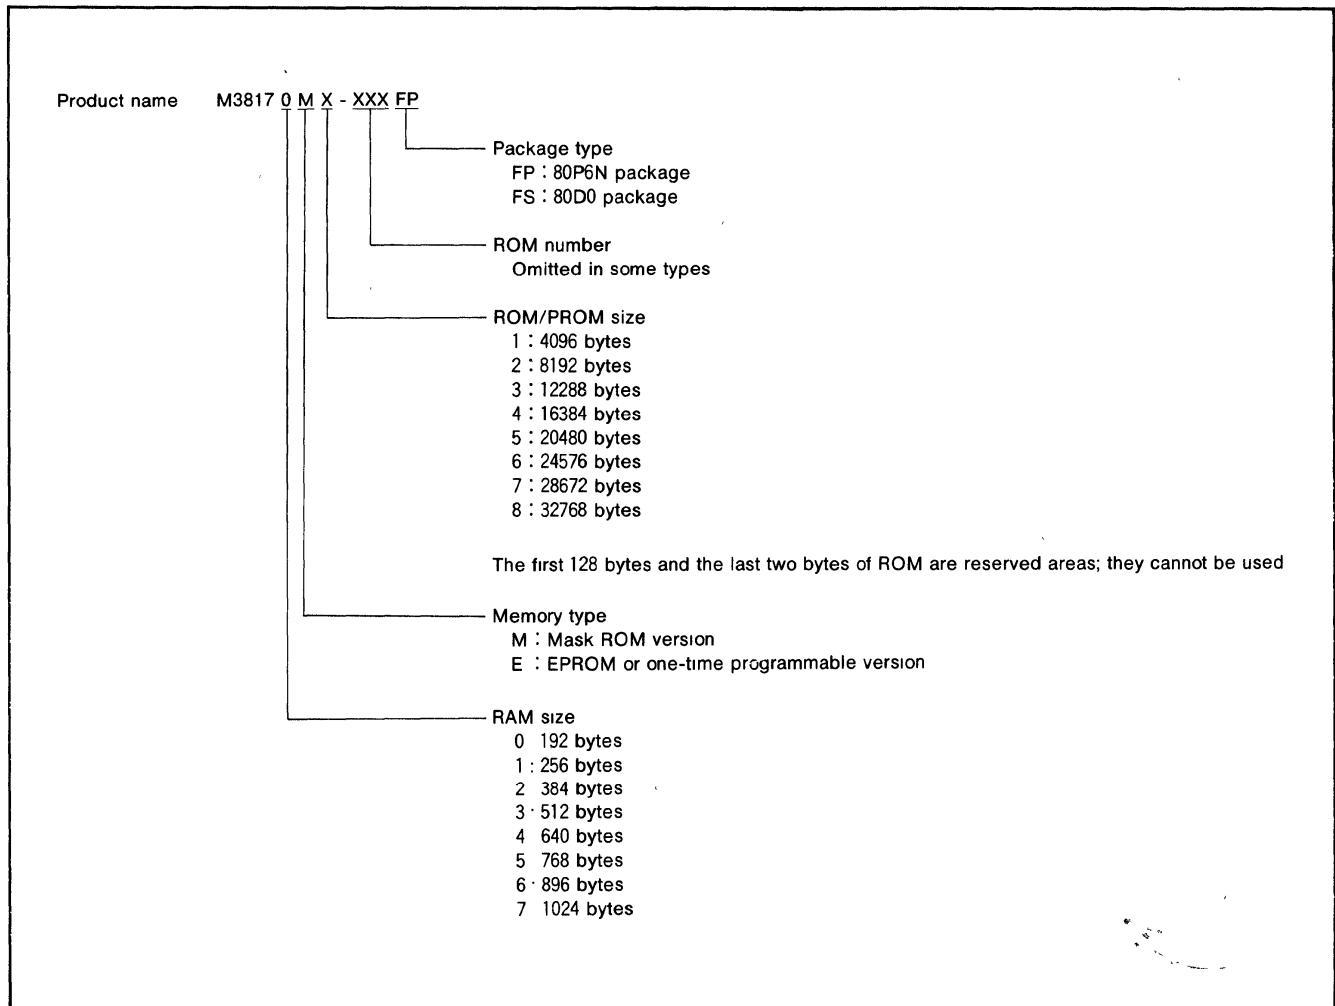 Product name M3817 0 M X - XXX FP
Package type
FP : 80P6N package
FS : 80D0 package
ROM number
Omitted in some types
ROM/PROM size
1 : 4096 bytes
2 : 8192 bytes
3 : 12288 bytes
4 : 16384 bytes
5 : 20480 bytes
6 : 24576 bytes
7 : 28672 bytes
8 : 32768 bytes
The first 128 bytes and the last two bytes of ROM are reserved areas; they cannot be used
Memory type
M : Mask ROM version
E : EPROM or one-time programmable version
RAM size
0 192 bytes
1 : 256 bytes
2 384 bytes
3 · 512 bytes
4 640 bytes
5 768 bytes
6 · 896 bytes
7 1024 bytes